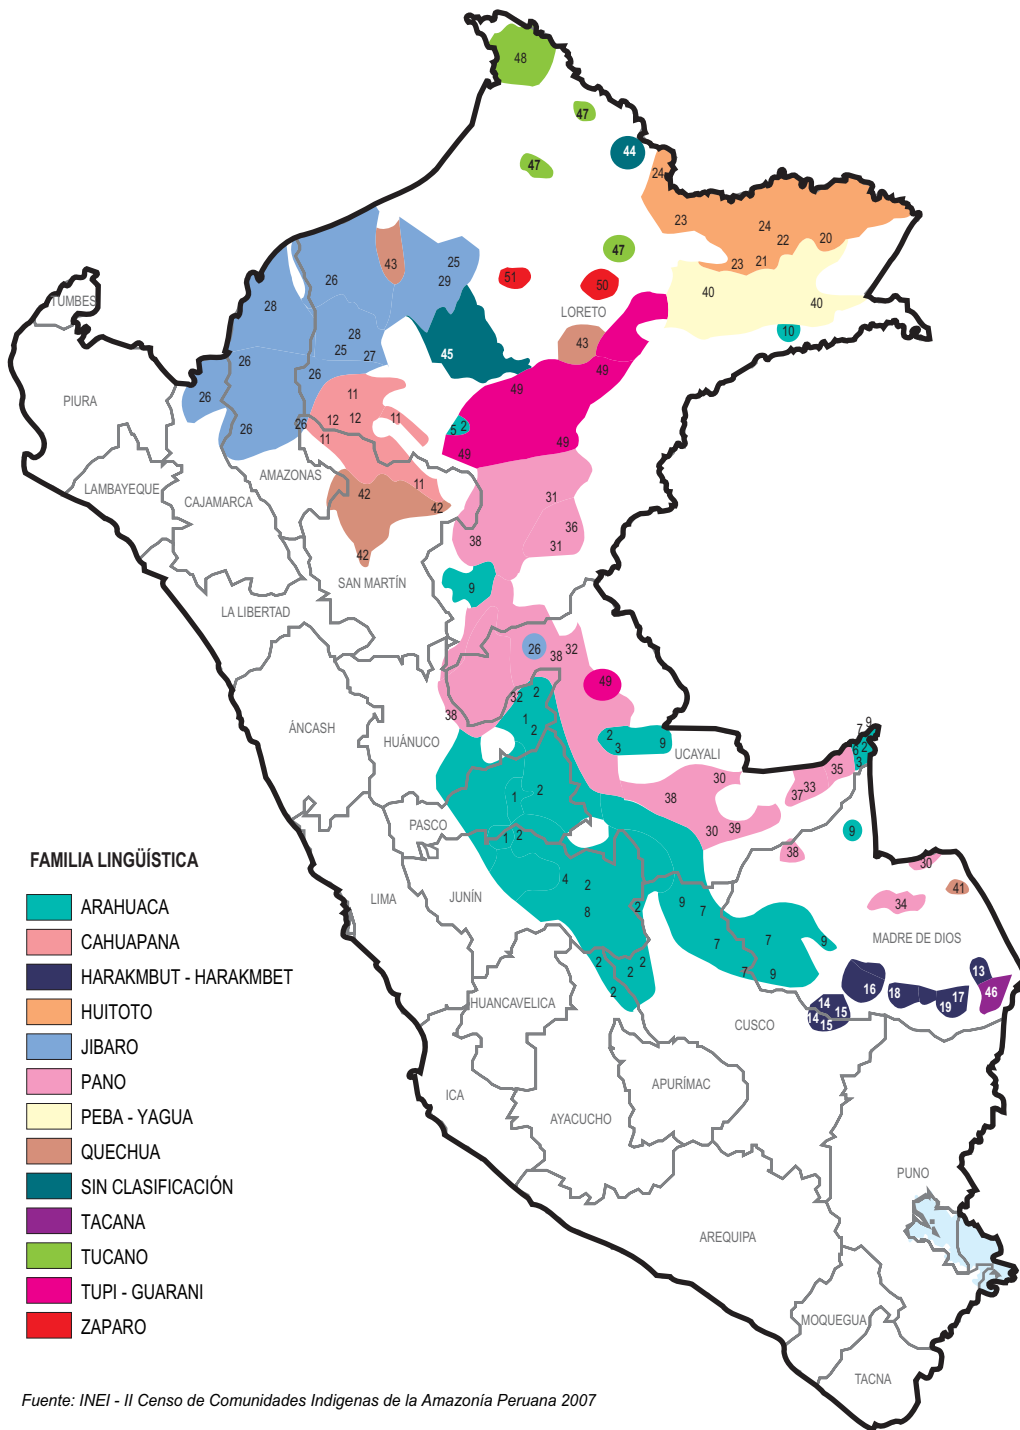 48
47
44
47
24
23
24
22
20
47
23
21
43
25
26
29
51
50
40
40
28
LORETO
10
TUMBES
28
43
25
27
45
26
26
49
49
PIURA
26
11
12
12
11
26
26
11
5
2
49
49
AMAZONAS
LAMBAYEQUE
CAJAMARCA
42
11
42
31
36
38
31
42
SAN MARTÍN
9
LA LIBERTAD
26
38
32
49
32
2
38
1
2
ÁNCASH
HUÁNUCO
2
3
9
UCAYALI
7
9
6
2
3
35
30
33
37
38
1
2
PASCO
30
39
1
2
9
38
30
FAMILIA LINGÜÍSTICA
4
2
41
LIMA
JUNÍN
34
ARAHUACA
8
2
9
7
CAHUAPANA
7
7
9
MADRE DE DIOS
HARAKMBUT - HARAKMBET
2
2
2
7
9
13
16
18
17
46
2
19
HUITOTO
HUANCAVELICA
14
15
14
15
CUSCO
JIBARO
PANO
ICA
APURÍMAC
PEBA - YAGUA
AYACUCHO
QUECHUA
SIN CLASIFICACIÓN
PUNO
TACANA
AREQUIPA
TUCANO
TUPI - GUARANI
ZAPARO
MOQUEGUA
TACNA
Fuente: INEI - II Censo de Comunidades Indigenas de la Amazonía Peruana 2007